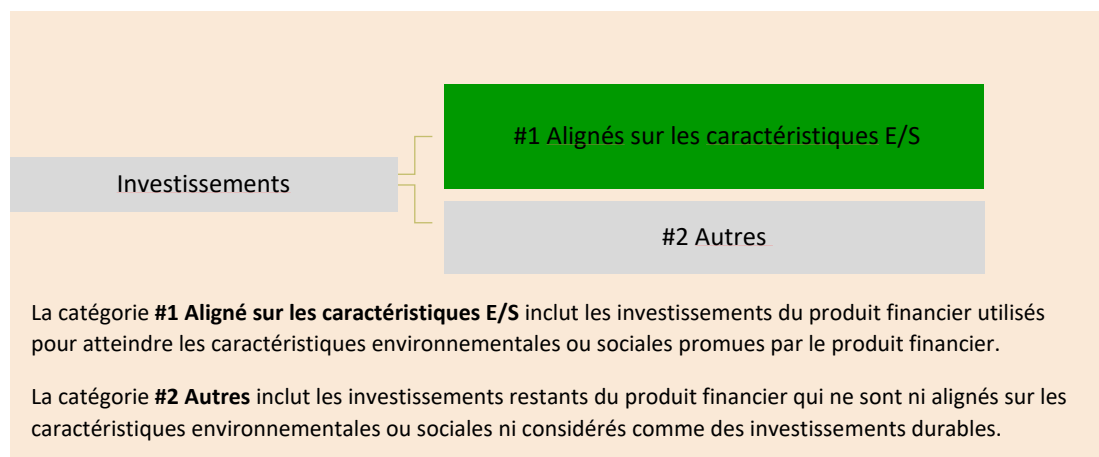 #1 Alignés sur les caractéristiques E/S
Investissements
#2 Autres
La catégorie #1 Aligné sur les caractéristiques E/S inclut les investissements du produit financier utilisés
pour atteindre les caractéristiques environnementales ou sociales promues par le produit financier.
La catégorie #2 Autres inclut les investissements restants du produit financier qui ne sont ni alignés sur les
caractéristiques environnementales ou sociales ni considérés comme des investissements durables.